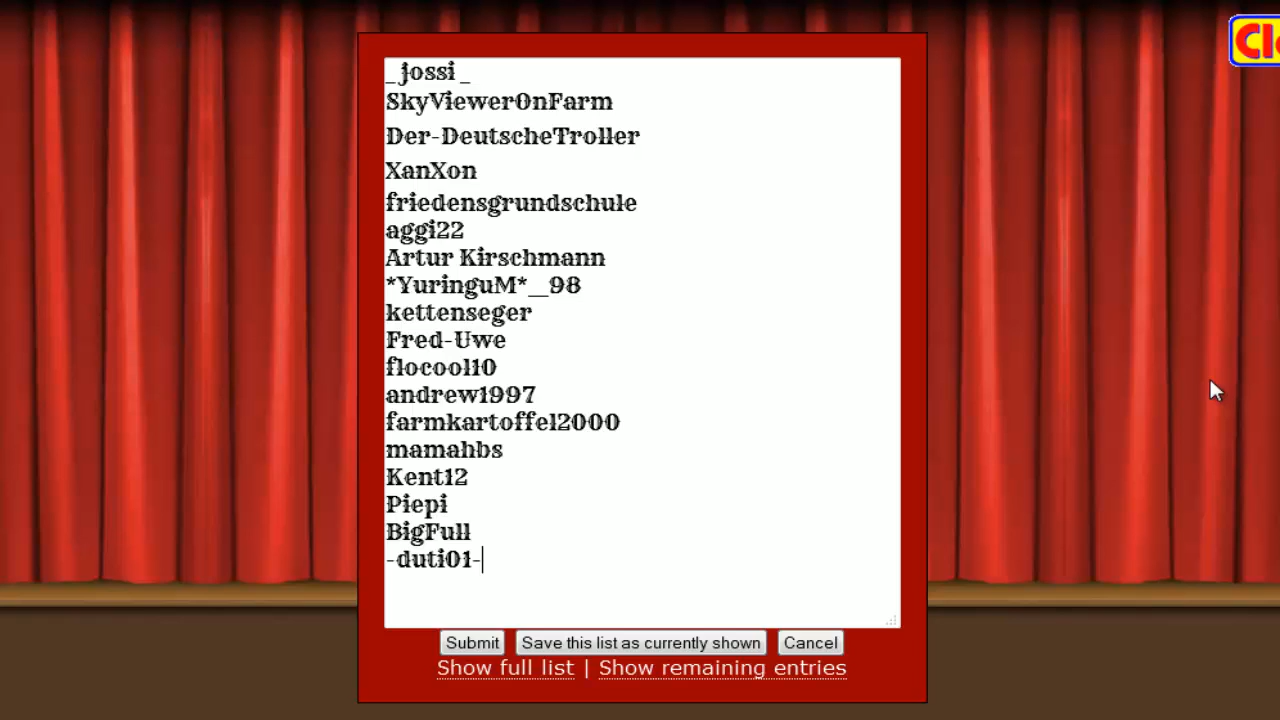 _jossi_
SkyViewerOnFarm
Der-DeutscheTroller
XanXon
friedensgrundschule
aggi22
Artur Kirschmann
*YuringuM*__98
kettenseger
Fred-Uwe
flocool10
andrew1997
farmkartoffel2000
mamahbs
Kent12
Piepi
BigFull
-duti01-
Submit Save this list as currently shown Cancel
Show full list | Show remaining entries